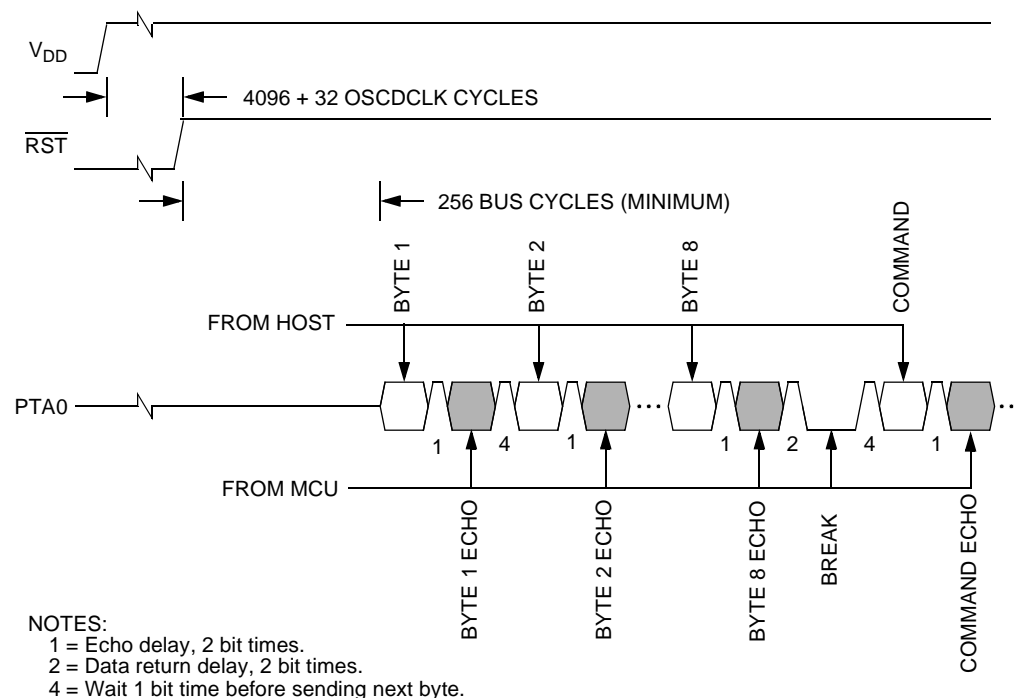 VDD
4096 + 32 OSCDCLK CYCLES
RST
256 BUS CYCLES (MINIMUM)
BYTE 1
BYTE 2
BYTE 8
COMMAND
FROM HOST
PTA0
...
1
4
1
1
2
4
1
FROM MCU
BYTE 1 ECHO
BYTE 2 ECHO
BYTE 8 ECHO
BREAK
COMMAND ECHO
NOTES:
1 = Echo delay, 2 bit times.
2 = Data return delay, 2 bit times.
4 = Wait 1 bit time before sending next byte.